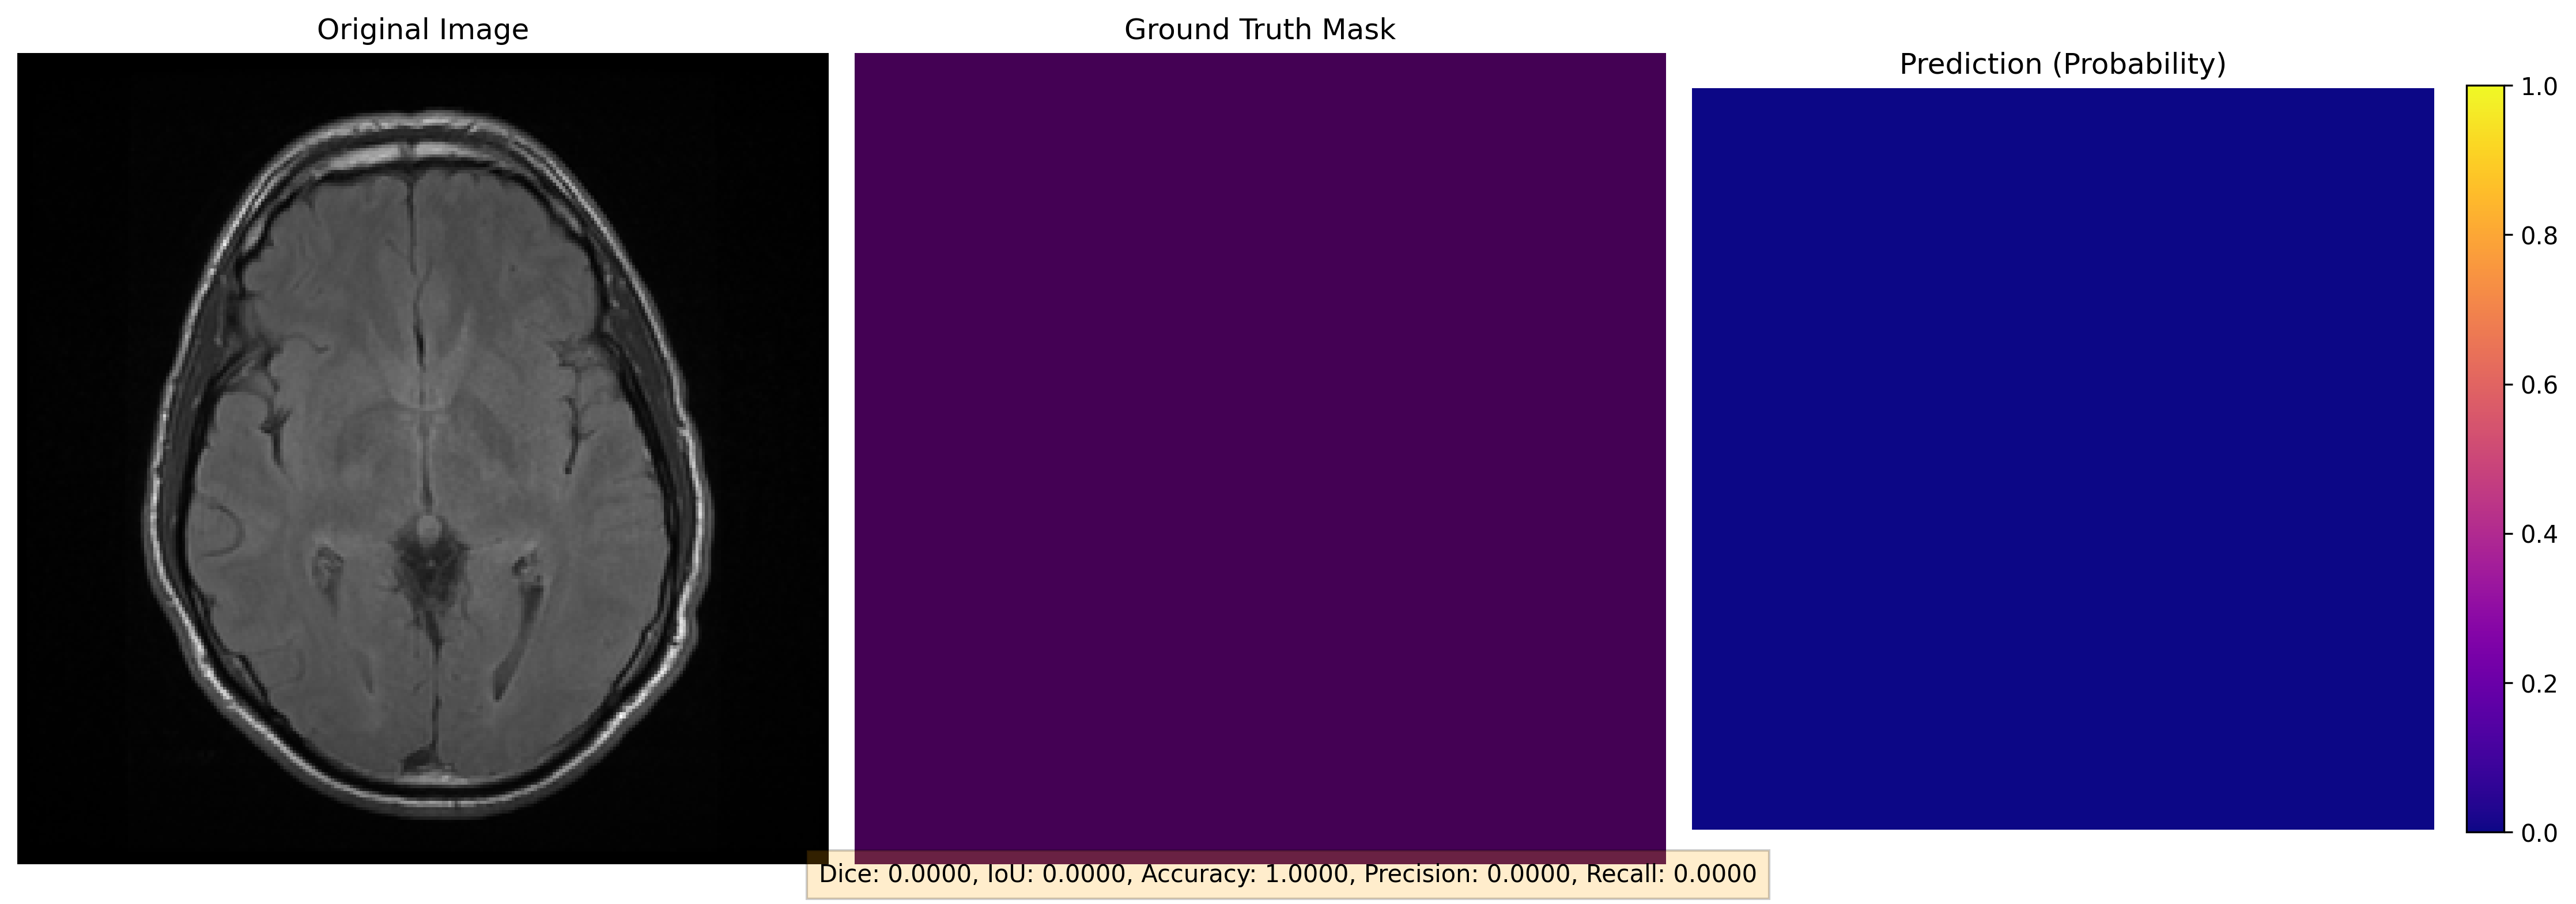 Original Image
Ground Truth Mask
Prediction (Probability)
1.0
0.8
0.6
0.4
0.2
0.0
Dice: 0.0000, IoU: 0.0000, Accuracy: 1.0000, Precision: 0.0000, Recall: 0.0000